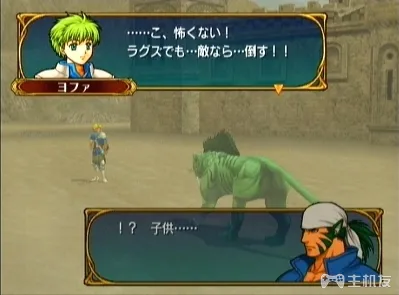 ……こ、怖くない！
ラグズでも…敵なら…倒す！！
ヨファ
！？　子供……
主机友